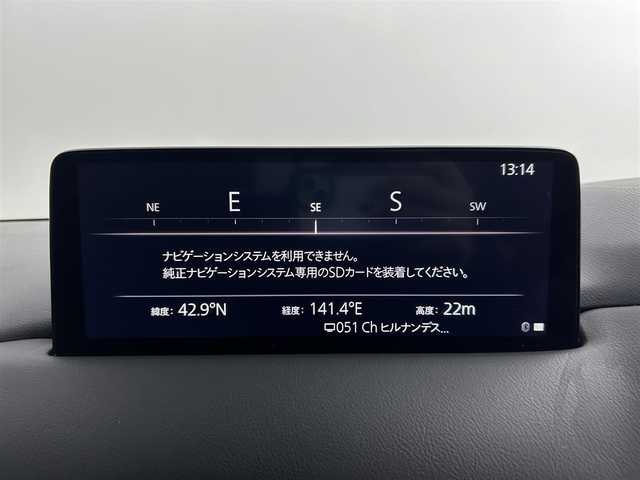 13:14
NE E SE S SW
ナビゲーションシステムを利用できません。
純正ナビゲーションシステム専用のSDカードを装着してください。
緯度: 42.9°N 経度: 141.4°E 高度: 22m
051 Ch ヒルナンデス...